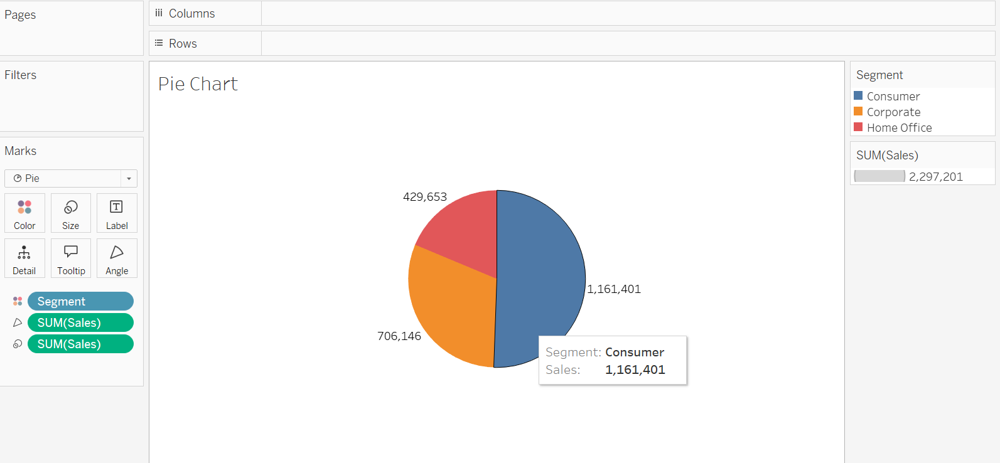 Pages
Columns
Rows
Filters
Pie Chart
Segment
Consumer
Corporate
Home Office
SUM(Sales)
2,297,201
Marks
Pie
Color
Size
Label
Detail
Tooltip
Angle
Segment
SUM(Sales)
SUM(Sales)
429,653
1,161,401
706,146
Segment: Consumer
Sales: 1,161,401